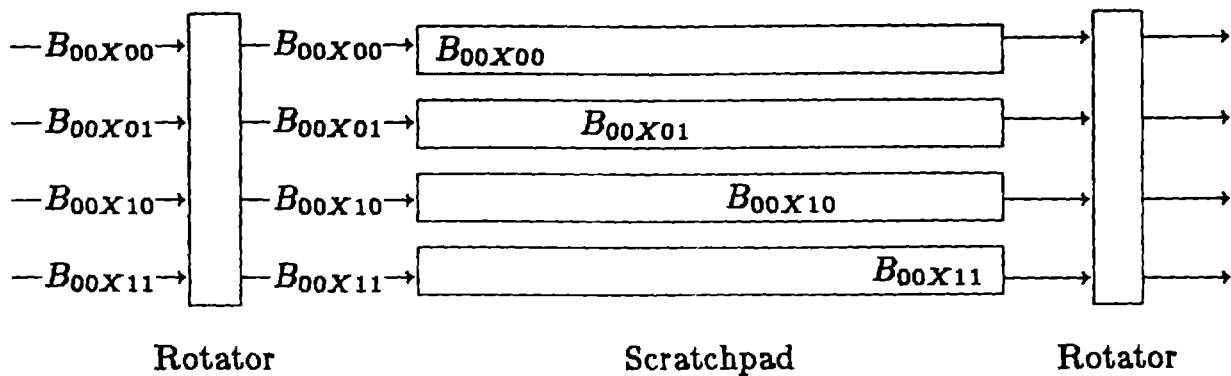 B00X00 B00X00 B00X00
B00X01 B00X01 B00X01
B00X10 B00X10 B00X10
B00X11 B00X11 B00X11
Rotator Scratchpad Rotator